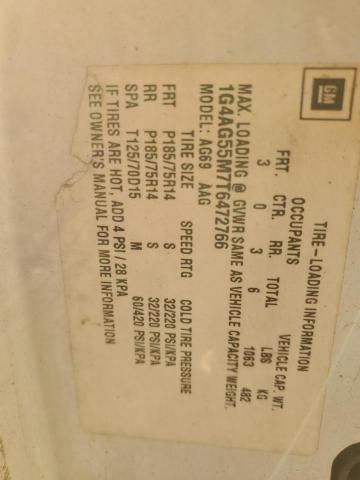 GM
TIRE-LOADING INFORMATION
OCCUPANTS VEHICLE CAP. WT.
FRT. CTR. RR. TOTAL LBS KG
3 0 3 6 1063 482
MAX. LOADING @ GVWR SAME AS VEHICLE CAPACITY WEIGHT.
1G4AG55M7T6472766
MODEL: AG69 AAG
TIRE SIZE SPEED RTG COLD TIRE PRESSURE
FRT P185/75R14 S 32/220 PSI/KPA
RR P185/75R14 S 32/220 PSI/KPA
SPA T125/70D15 M 60/420 PSI/KPA
IF TIRES ARE HOT, ADD 4 PSI / 28 KPA
SEE OWNER'S MANUAL FOR MORE INFORMATION